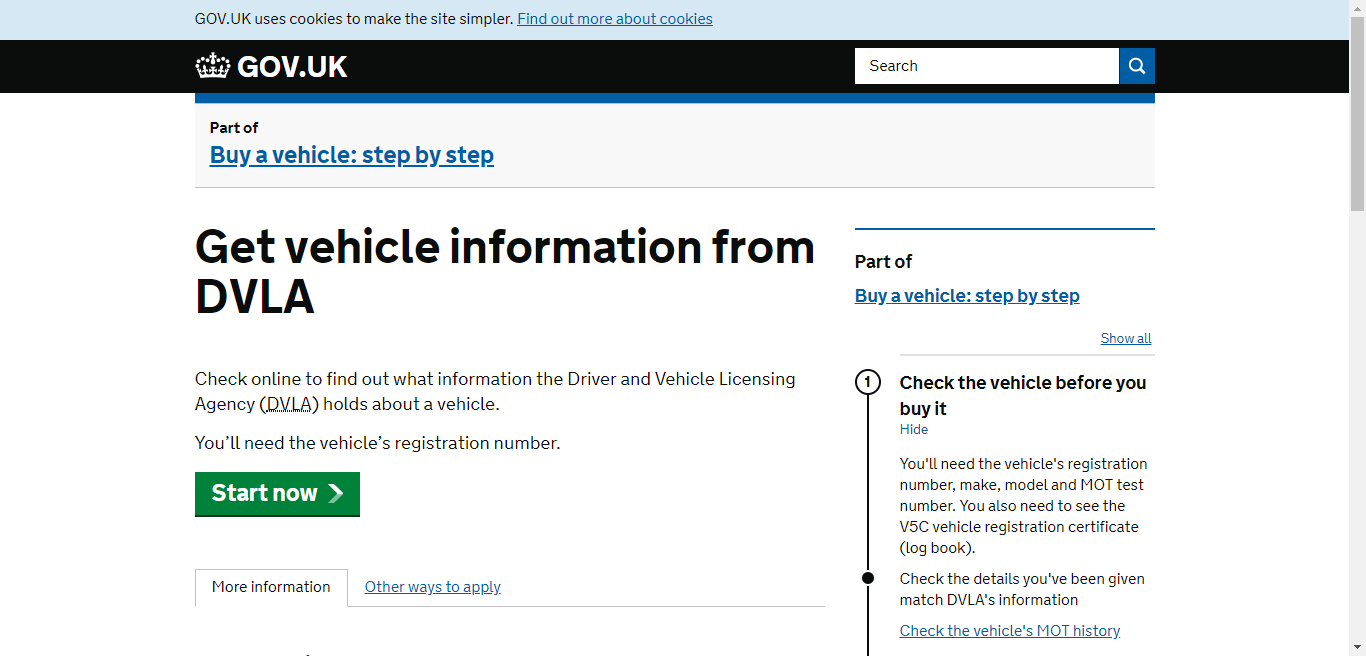 GOV.UK uses cookies to make the site simpler. Find out more about cookies
GOV.UK
Search
Part of
Buy a vehicle: step by step
Get vehicle information from
DVLA
Check online to find out what information the Driver and Vehicle Licensing
Agency (DVLA) holds about a vehicle.
You’ll need the vehicle’s registration number.
Start now
More information
Other ways to apply
Part of
Buy a vehicle: step by step
Show all
1
Check the vehicle before you
buy it
Hide
You'll need the vehicle's registration
number, make, model and MOT test
number. You also need to see the
V5C vehicle registration certificate
(log book).
Check the details you've been given
match DVLA's information
Check the vehicle's MOT history